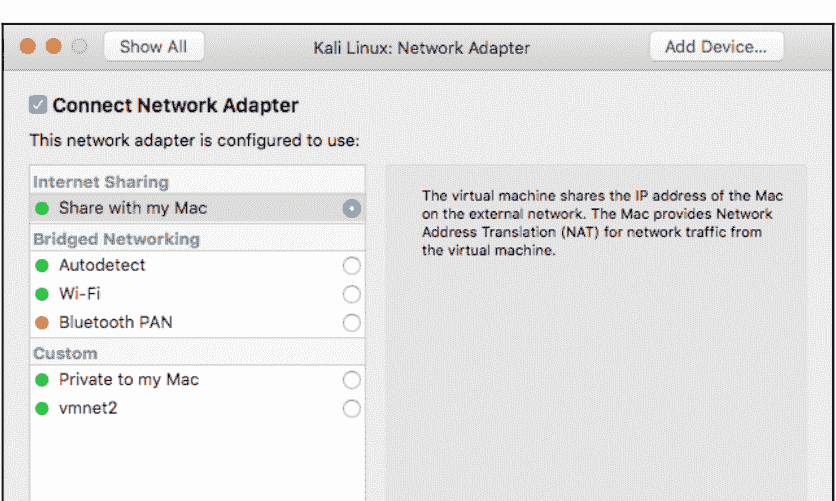 Show All
Kali Linux: Network Adapter
Add Device...
Connect Network Adapter
This network adapter is configured to use:
Internet Sharing
Share with my Mac
Bridged Networking
Autodetect
Wi-Fi
Bluetooth PAN
Custom
Private to my Mac
vmnet2
The virtual machine shares the IP address of the Mac
on the external network. The Mac provides Network
Address Translation (NAT) for network traffic from
the virtual machine.